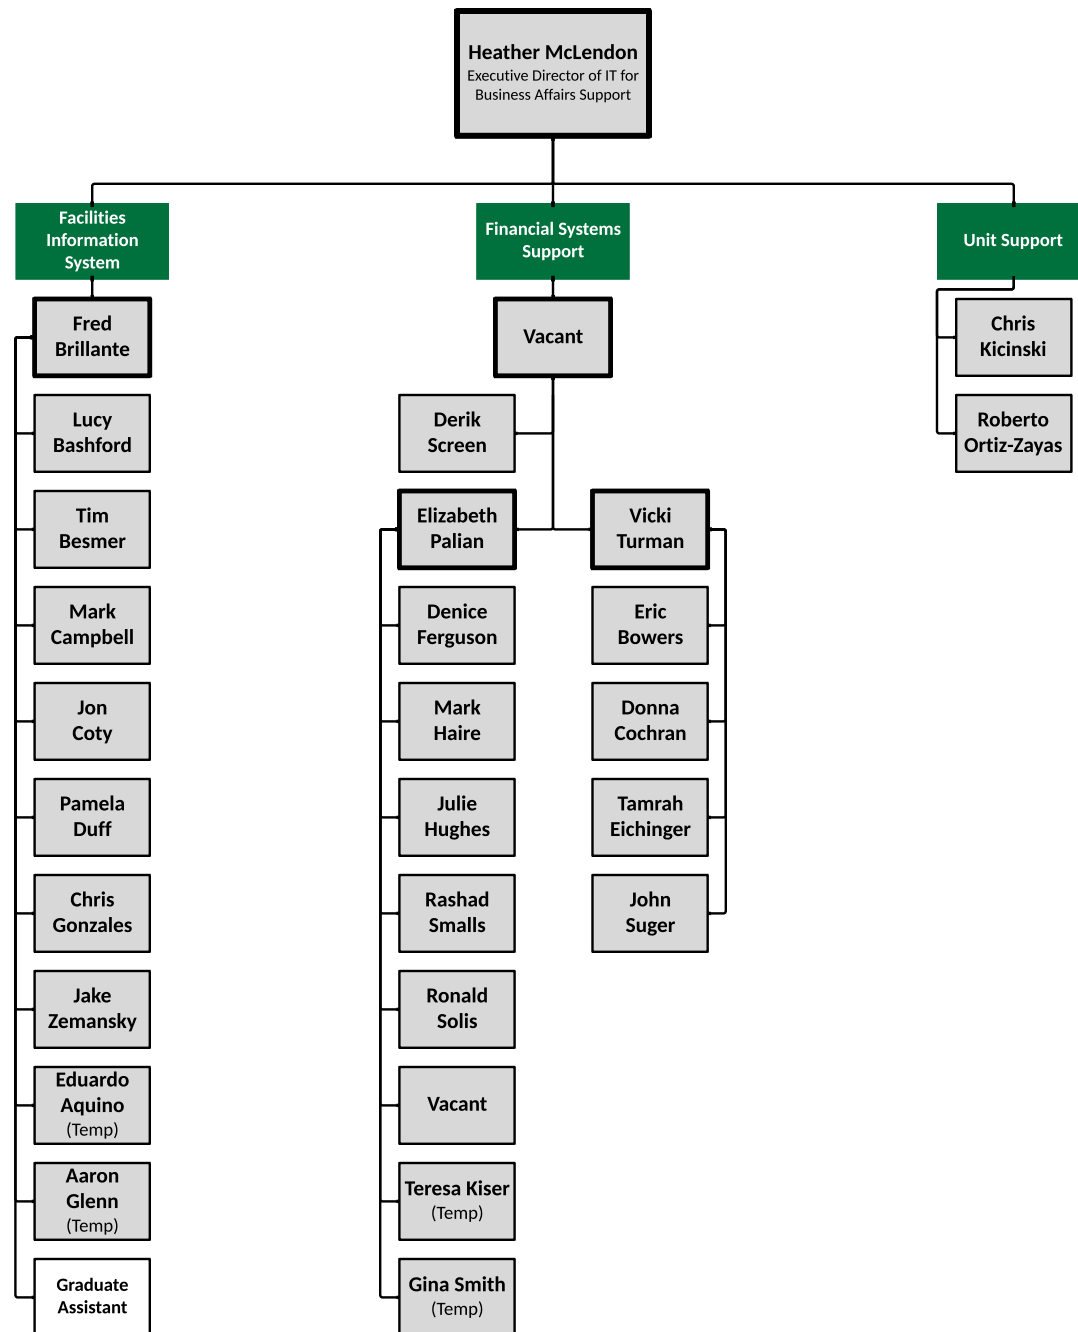 Heather McLendon
Executive Director of IT for
Business Affairs Support
Facilities
Information
System
Fred
Brillante
Lucy
Bashford
Tim
Besmer
Mark
Campbell
Jon
Coty
Pamela
Duff
Chris
Gonzales
Jake
Zemansky
Eduardo
Aquino
(Temp)
Aaron
Glenn
(Temp)
Graduate
Assistant
Financial Systems
Support
Vacant
Derik
Screen
Elizabeth
Palian
Denice
Ferguson
Mark
Haire
Julie
Hughes
Rashad
Smalls
Ronald
Solis
Vacant
Teresa Kiser
(Temp)
Gina Smith
(Temp)
Vicki
Turman
Eric
Bowers
Donna
Cochran
Tamrah
Eichinger
John
Suger
Unit Support
Chris
Kicinski
Roberto
Ortiz-Zayas